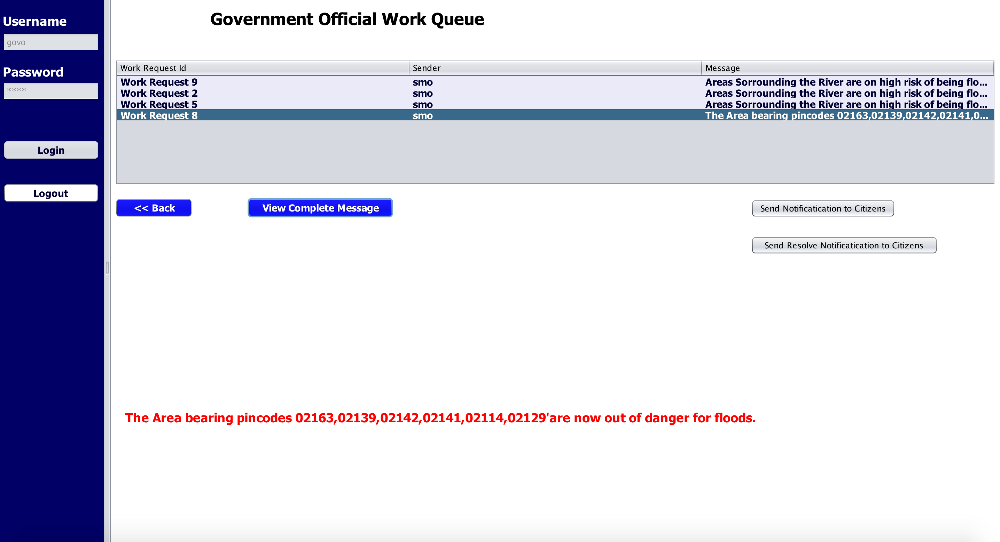 Username
govo
Password
****
Login
Logout
Government Official Work Queue
Work Request Id Sender Message
Work Request 9 smo Areas Sorrounding the River are on high risk of being flo...
Work Request 2 smo Areas Sorrounding the River are on high risk of being flo...
Work Request 5 smo Areas Sorrounding the River are on high risk of being flo...
Work Request 8 smo The Area bearing pincodes 02163,02139,02142,02141,0...
<< Back View Complete Message Send Notificatication to Citizens
Send Resolve Notificatication to Citizens
The Area bearing pincodes 02163,02139,02142,02141,02114,02129'are now out of danger for floods.